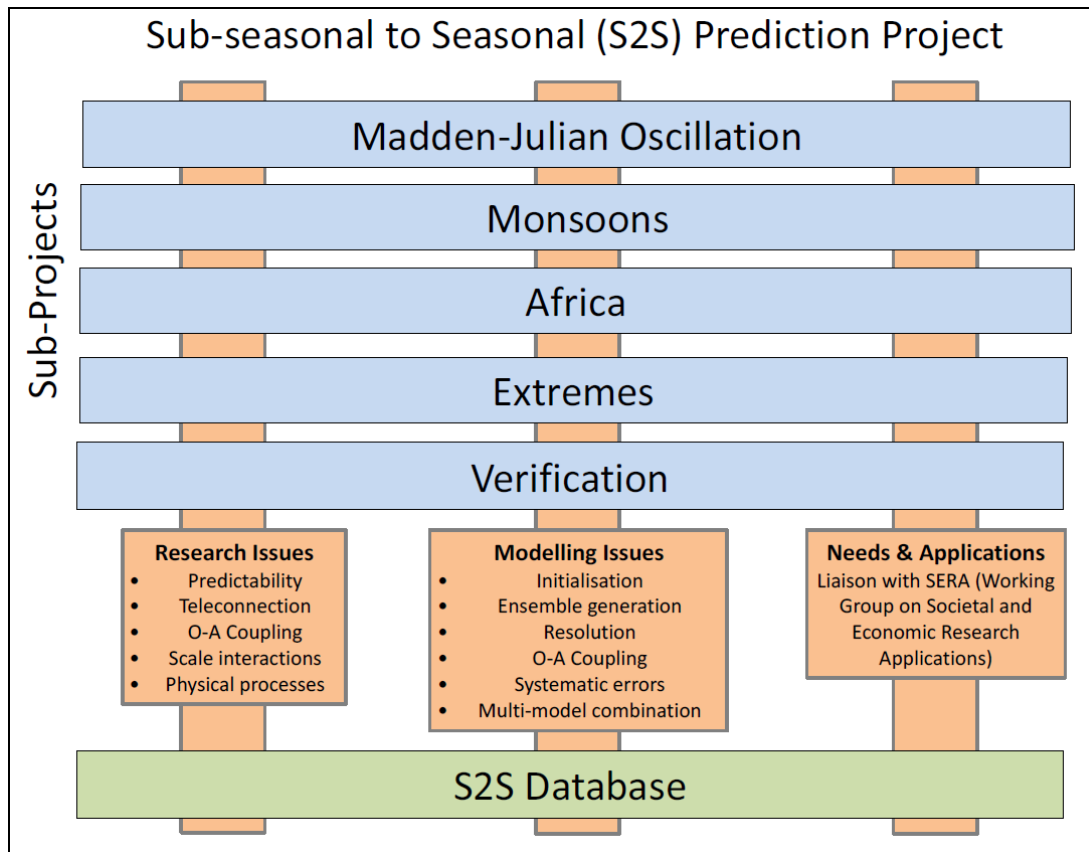 Sub-seasonal to Seasonal (S2S) Prediction Project
Sub-Projects
Madden-Julian Oscillation
Monsoons
Africa
Extremes
Verification
Research Issues
• Predictability
• Teleconnection
• O-A Coupling
• Scale interactions
• Physical processes
Modelling Issues
• Initialisation
• Ensemble generation
• Resolution
• O-A Coupling
• Systematic errors
• Multi-model combination
Needs & Applications
Liaison with SERA (Working
Group on Societal and
Economic Research
Applications)
S2S Database